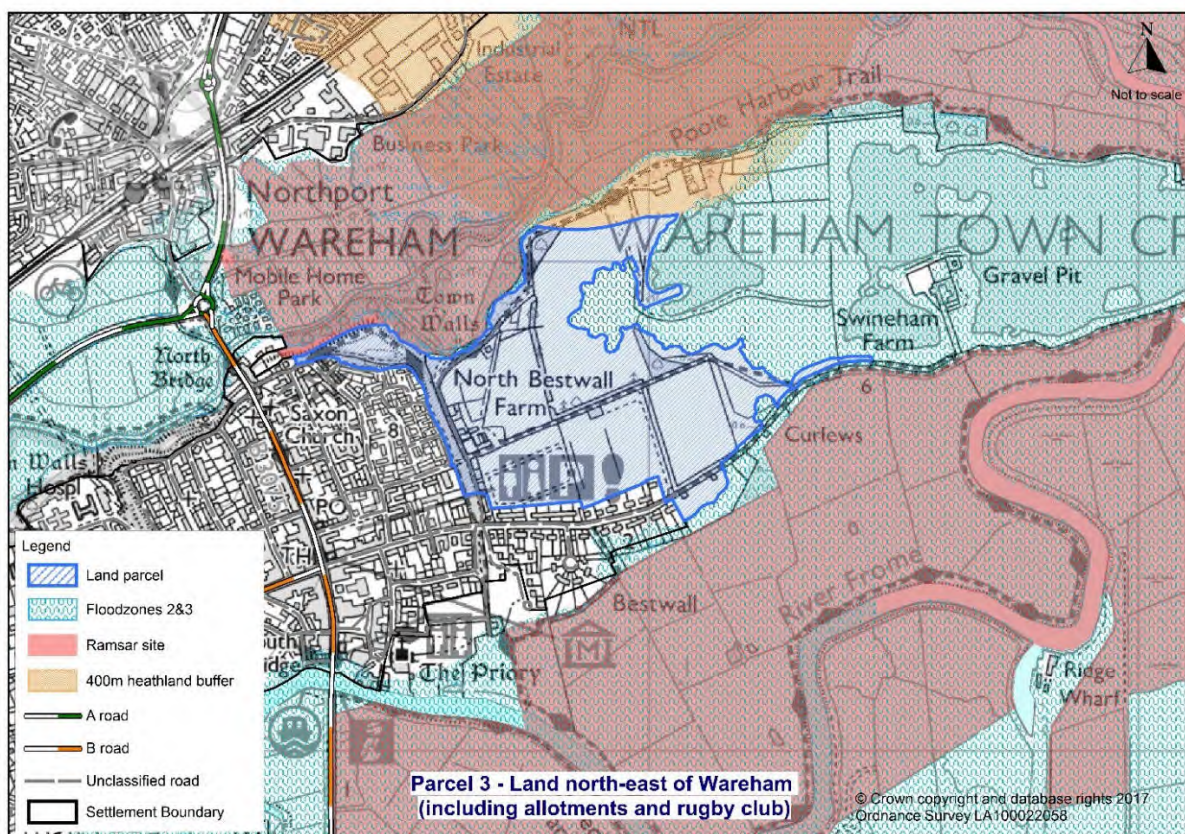 NTL
Industrial
Estate
N
Not to scale
Poole Harbour Trail
Business Park
Northport
WAREHAM
WAREHAM TOWN CP
Mobile Home
Park
Town
Walls
Gravel Pit
Swineham
Farm
North
Bridge
North Bestwall
Farm
6
Saxon
Church
8
Curlews
Walls
Hospl
PO
TH
Bestwall
River Frome
The Priory
M
Ridge
Wharf
Legend
Land parcel
Floodzones 2&3
Ramsar site
400m heathland buffer
A road
B road
Unclassified road
Settlement Boundary
Parcel 3 - Land north-east of Wareham
(including allotments and rugby club)
© Crown copyright and database rights 2017
Ordnance Survey LA100022058